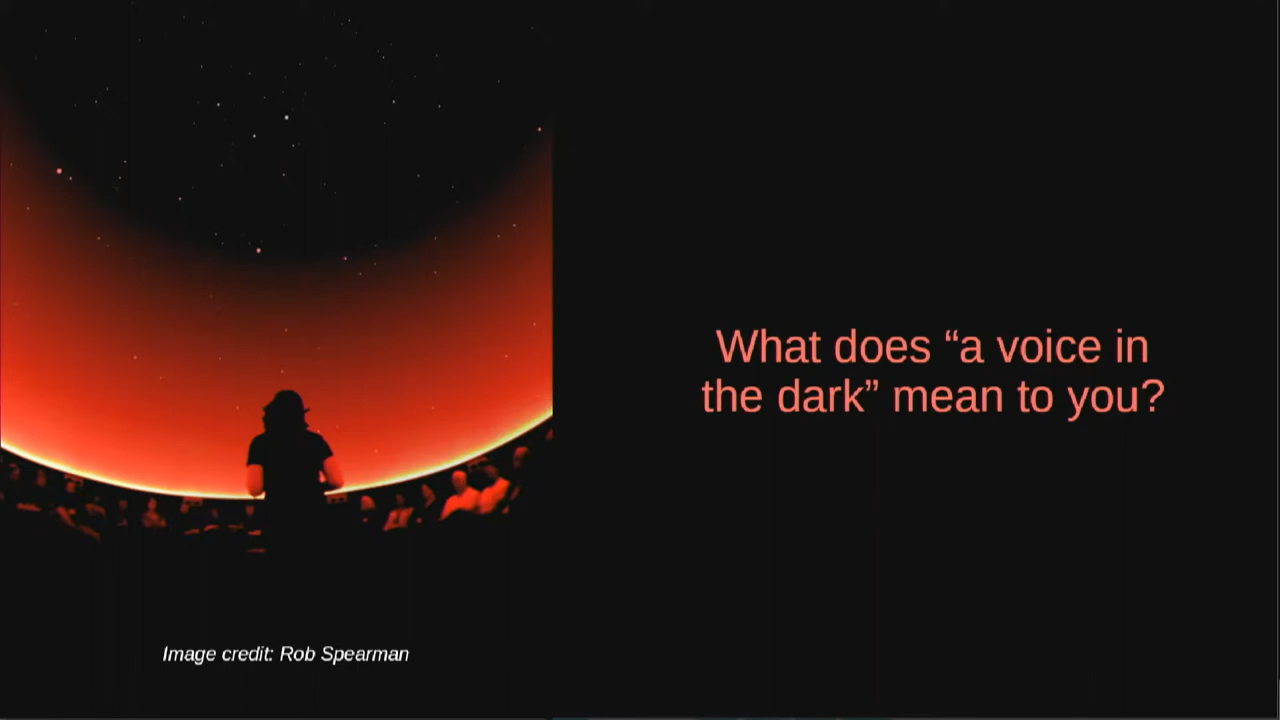 What does “a voice in
the dark” mean to you?
Image credit: Rob Spearman